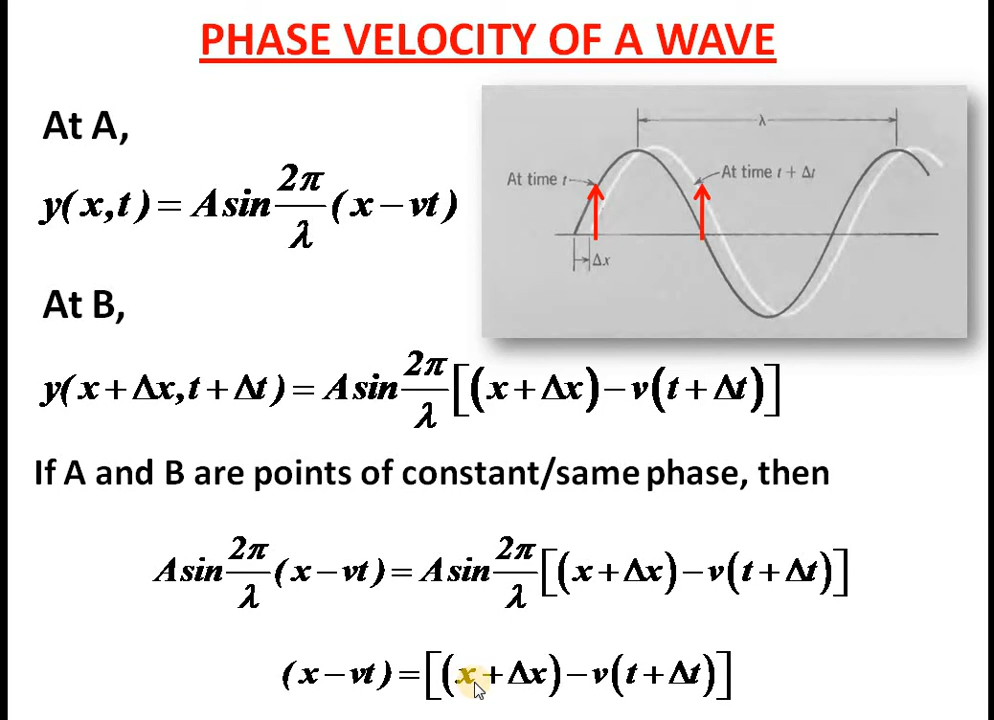 PHASE VELOCITY OF A WAVE
At A,
y(x,t) = A sin 2π/λ (x − vt)
λ
At time t
At time t + Δt
Δx
At B,
y(x + Δx, t + Δt) = A sin 2π/λ [(x + Δx) − v(t + Δt)]
If A and B are points of constant/same phase, then
A sin 2π/λ (x − vt) = A sin 2π/λ [(x + Δx) − v(t + Δt)]
(x − vt) = [(x + Δx) − v(t + Δt)]